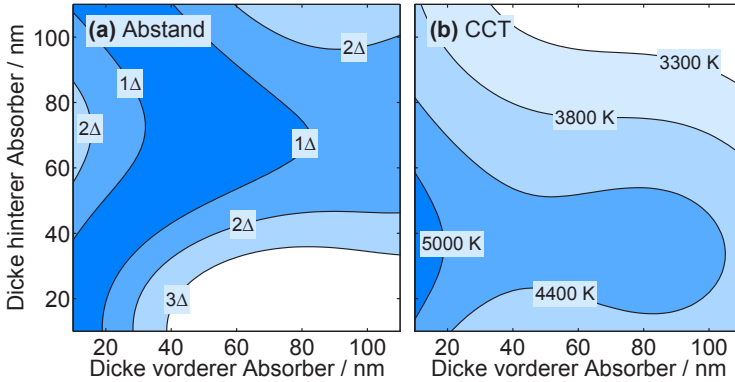 (a) Abstand
(b) CCT
Dicke hinterer Absorber / nm
100
80
60
40
20
2Δ
1Δ
2Δ
1Δ
2Δ
3Δ
3300 K
3800 K
5000 K
4400 K
20 40 60 80 100
20 40 60 80 100
Dicke vorderer Absorber / nm
Dicke vorderer Absorber / nm